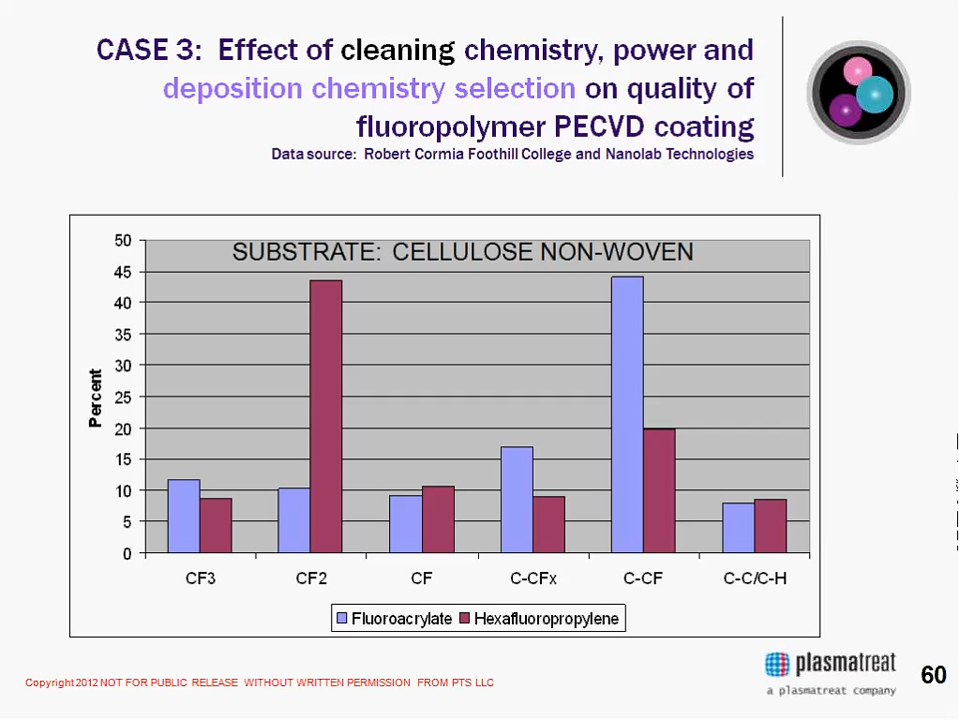 CASE 3: Effect of cleaning chemistry, power and
deposition chemistry selection on quality of
fluoropolymer PECVD coating
Data source: Robert Cormia Foothill College and Nanolab Technologies
SUBSTRATE: CELLULOSE NON-WOVEN
50
45
40
35
30
25
20
15
10
5
0
Percent
CF3 CF2 CF C-CFx C-CF C-C/C-H
Fluoroacrylate Hexafluoropropylene
plasmatreat
a plasmatreat company
60
Copyright 2012 NOT FOR PUBLIC RELEASE WITHOUT WRITTEN PERMISSION FROM PTS LLC